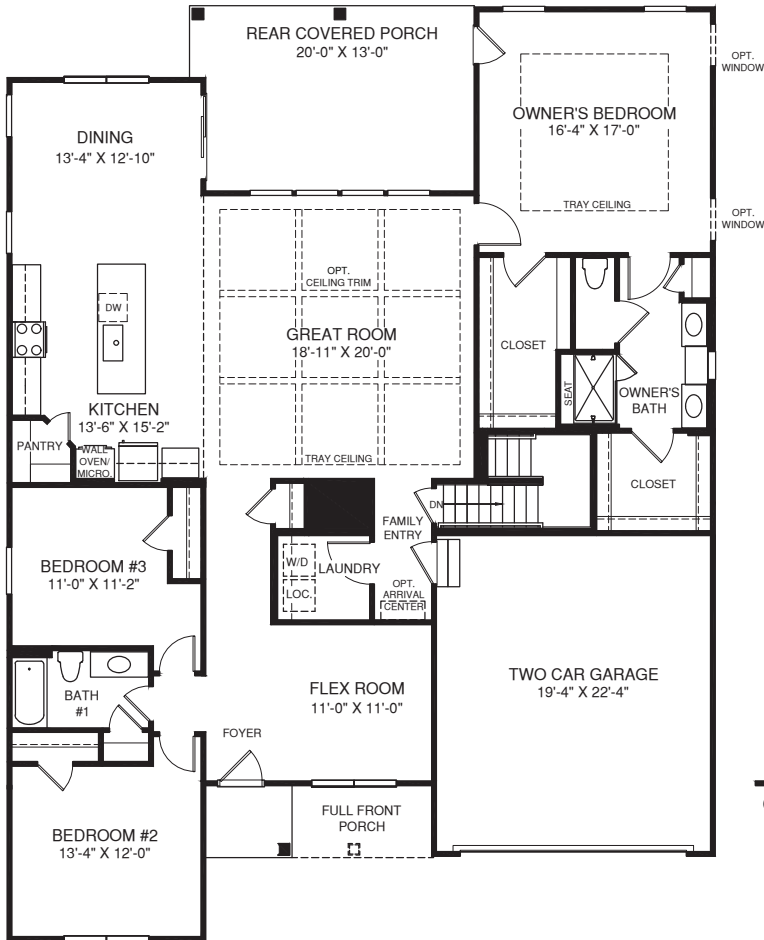 REAR COVERED PORCH
20'-0" X 13'-0"
OPT.
WINDOW
OWNER'S BEDROOM
16'-4" X 17'-0"
TRAY CEILING
OPT.
WINDOW
DINING
13'-4" X 12'-10"
OPT.
CEILING TRIM
DW
GREAT ROOM
18'-11" X 20'-0"
CLOSET
SEAT
OWNER'S
BATH
KITCHEN
13'-6" X 15'-2"
PANTRY
WALL
OVEN/
MICRO.
TRAY CEILING
CLOSET
DN
FAMILY
ENTRY
BEDROOM #3
11'-0" X 11'-2"
W/D
LOC.
LAUNDRY
OPT.
ARRIVAL
CENTER
BATH
#1
FLEX ROOM
11'-0" X 11'-0"
TWO CAR GARAGE
19'-4" X 22'-4"
FOYER
FULL FRONT
PORCH
BEDROOM #2
13'-4" X 12'-0"